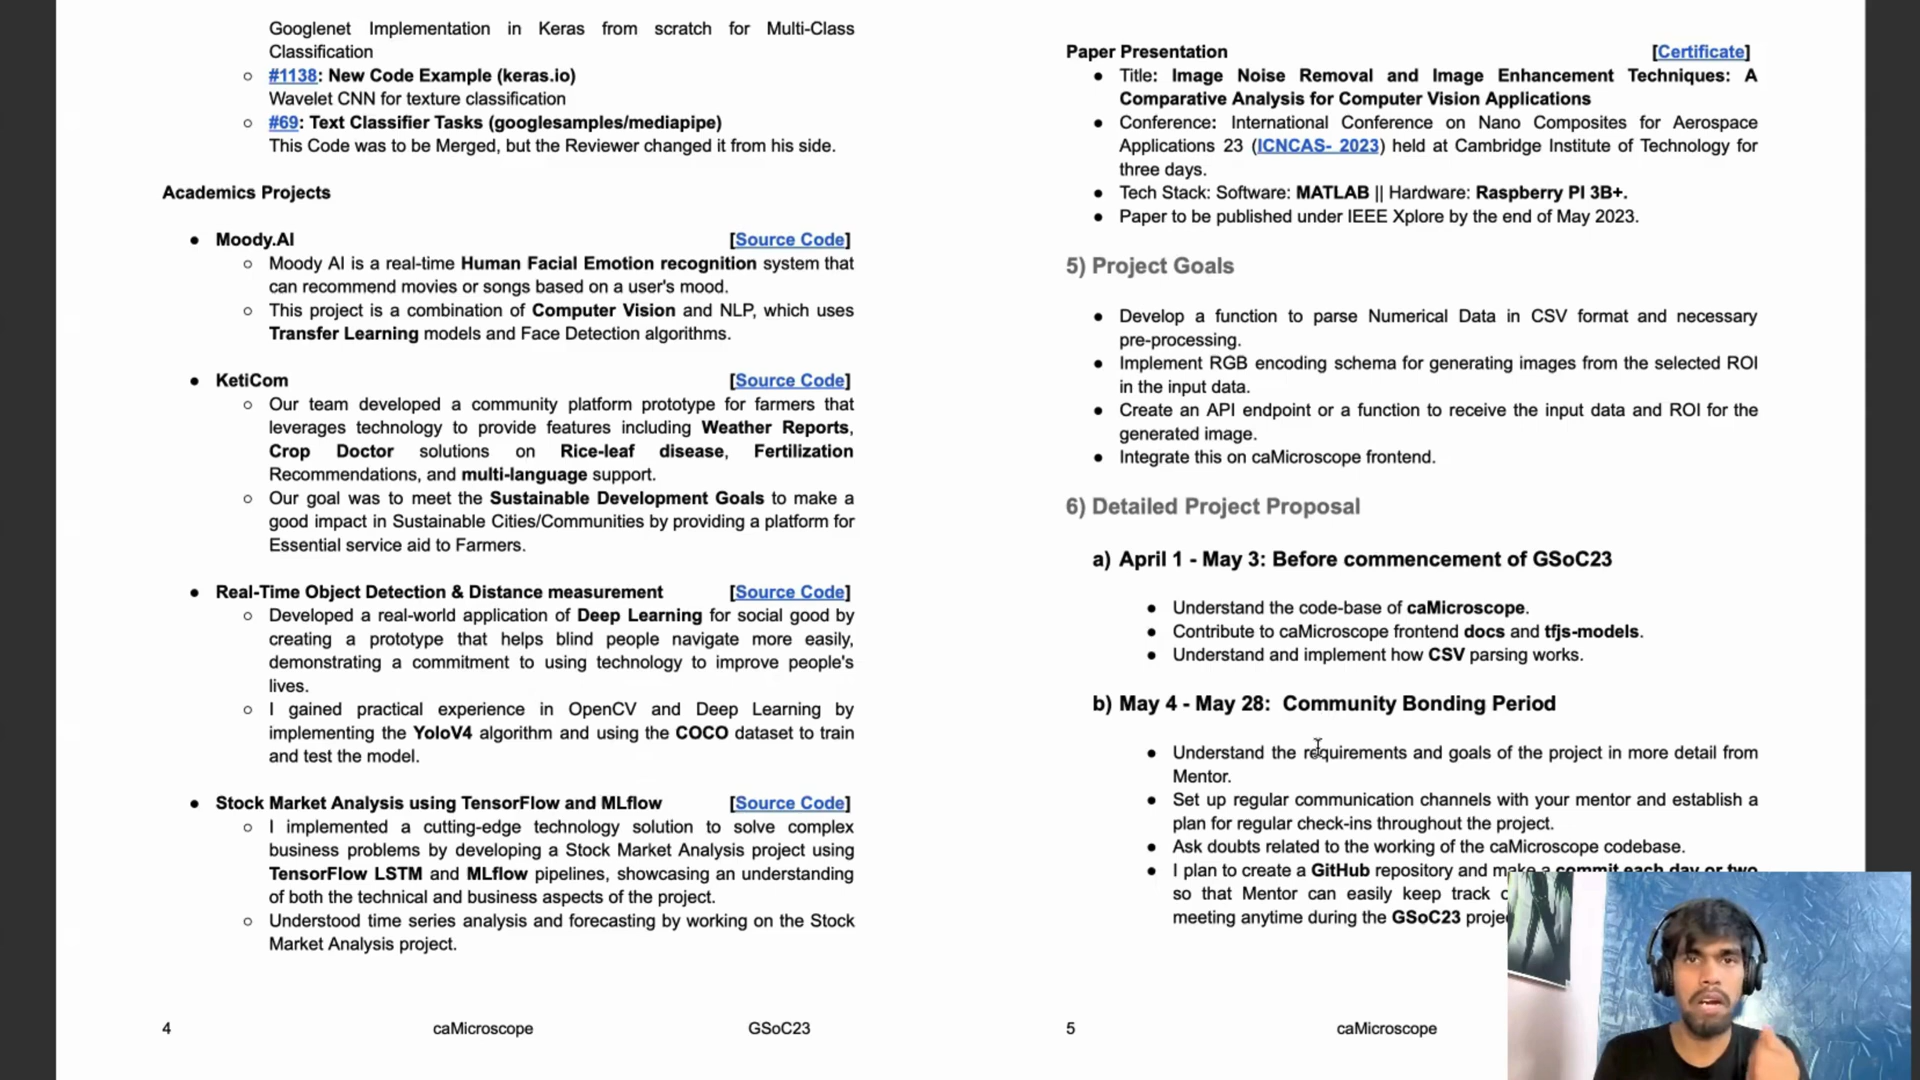 Googlenet Implementation in Keras from scratch for Multi-Class
Classification
#1138: New Code Example (keras.io)
Wavelet CNN for texture classification
#69: Text Classifier Tasks (googlesamples/mediapipe)
This Code was to be Merged, but the Reviewer changed it from his side.
Academics Projects
Moody.AI [Source Code]
Moody AI is a real-time Human Facial Emotion recognition system that
can recommend movies or songs based on a user's mood.
This project is a combination of Computer Vision and NLP, which uses
Transfer Learning models and Face Detection algorithms.
KetiCom [Source Code]
Our team developed a community platform prototype for farmers that
leverages technology to provide features including Weather Reports,
Crop Doctor solutions on Rice-leaf disease, Fertilization
Recommendations, and multi-language support.
Our goal was to meet the Sustainable Development Goals to make a
good impact in Sustainable Cities/Communities by providing a platform for
Essential service aid to Farmers.
Real-Time Object Detection & Distance measurement [Source Code]
Developed a real-world application of Deep Learning for social good by
creating a prototype that helps blind people navigate more easily,
demonstrating a commitment to using technology to improve people's
lives.
I gained practical experience in OpenCV and Deep Learning by
implementing the YoloV4 algorithm and using the COCO dataset to train
and test the model.
Stock Market Analysis using TensorFlow and MLflow [Source Code]
I implemented a cutting-edge technology solution to solve complex
business problems by developing a Stock Market Analysis project using
TensorFlow LSTM and MLflow pipelines, showcasing an understanding
of both the technical and business aspects of the project.
Understood time series analysis and forecasting by working on the Stock
Market Analysis project.
4 caMicroscope GSoC23
Paper Presentation [Certificate]
Title: Image Noise Removal and Image Enhancement Techniques: A
Comparative Analysis for Computer Vision Applications
Conference: International Conference on Nano Composites for Aerospace
Applications 23 (ICNCAS- 2023) held at Cambridge Institute of Technology for
three days.
Tech Stack: Software: MATLAB || Hardware: Raspberry PI 3B+.
Paper to be published under IEEE Xplore by the end of May 2023.
5) Project Goals
Develop a function to parse Numerical Data in CSV format and necessary
pre-processing.
Implement RGB encoding schema for generating images from the selected ROI
in the input data.
Create an API endpoint or a function to receive the input data and ROI for the
generated image.
Integrate this on caMicroscope frontend.
6) Detailed Project Proposal
a) April 1 - May 3: Before commencement of GSoC23
Understand the code-base of caMicroscope.
Contribute to caMicroscope frontend docs and tfjs-models.
Understand and implement how CSV parsing works.
b) May 4 - May 28: Community Bonding Period
Understand the requirements and goals of the project in more detail from
Mentor.
Set up regular communication channels with your mentor and establish a
plan for regular check-ins throughout the project.
Ask doubts related to the working of the caMicroscope codebase.
I plan to create a GitHub repository and make a commit each day or two
so that Mentor can easily keep track
meeting anytime during the GSoC23
5 caMicroscope